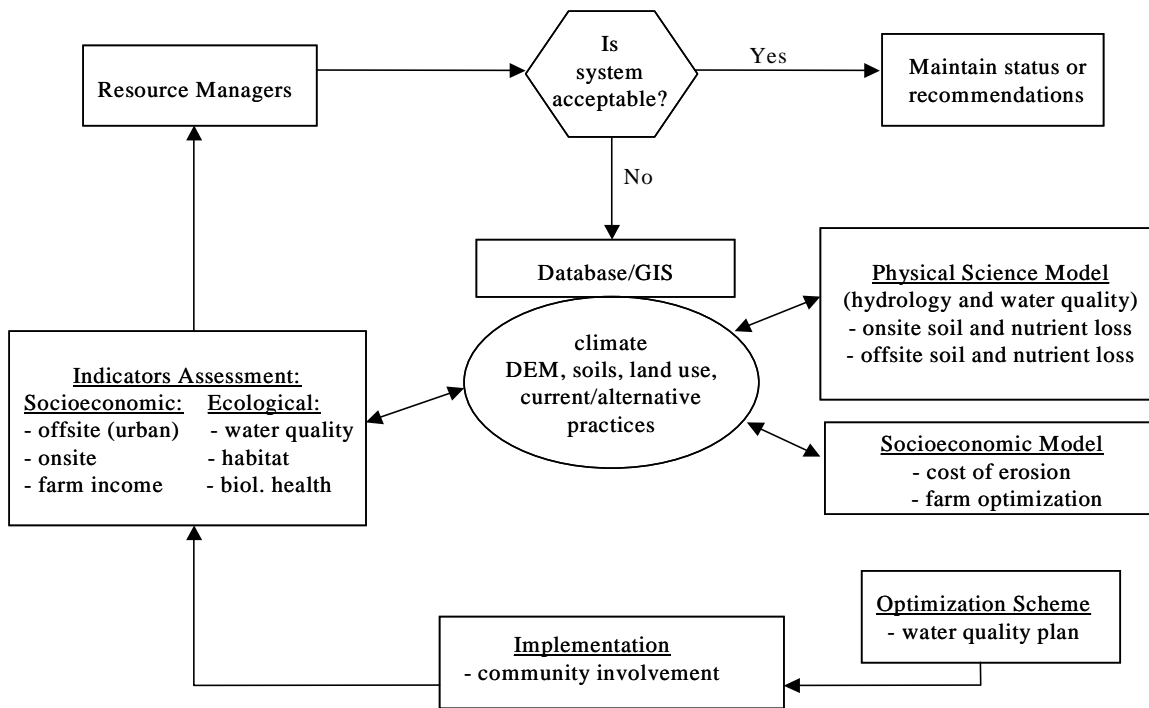 Resource Managers
Is
system
acceptable?
Yes
Maintain status or
recommendations
No
Database/GIS
climate
DEM, soils, land use,
current/alternative
practices
Physical Science Model
(hydrology and water quality)
- onsite soil and nutrient loss
- offsite soil and nutrient loss
Socioeconomic Model
- cost of erosion
- farm optimization
Indicators Assessment:
Socioeconomic:
- offsite (urban)
- onsite
- farm income
Ecological:
- water quality
- habitat
- biol. health
Optimization Scheme
- water quality plan
Implementation
- community involvement